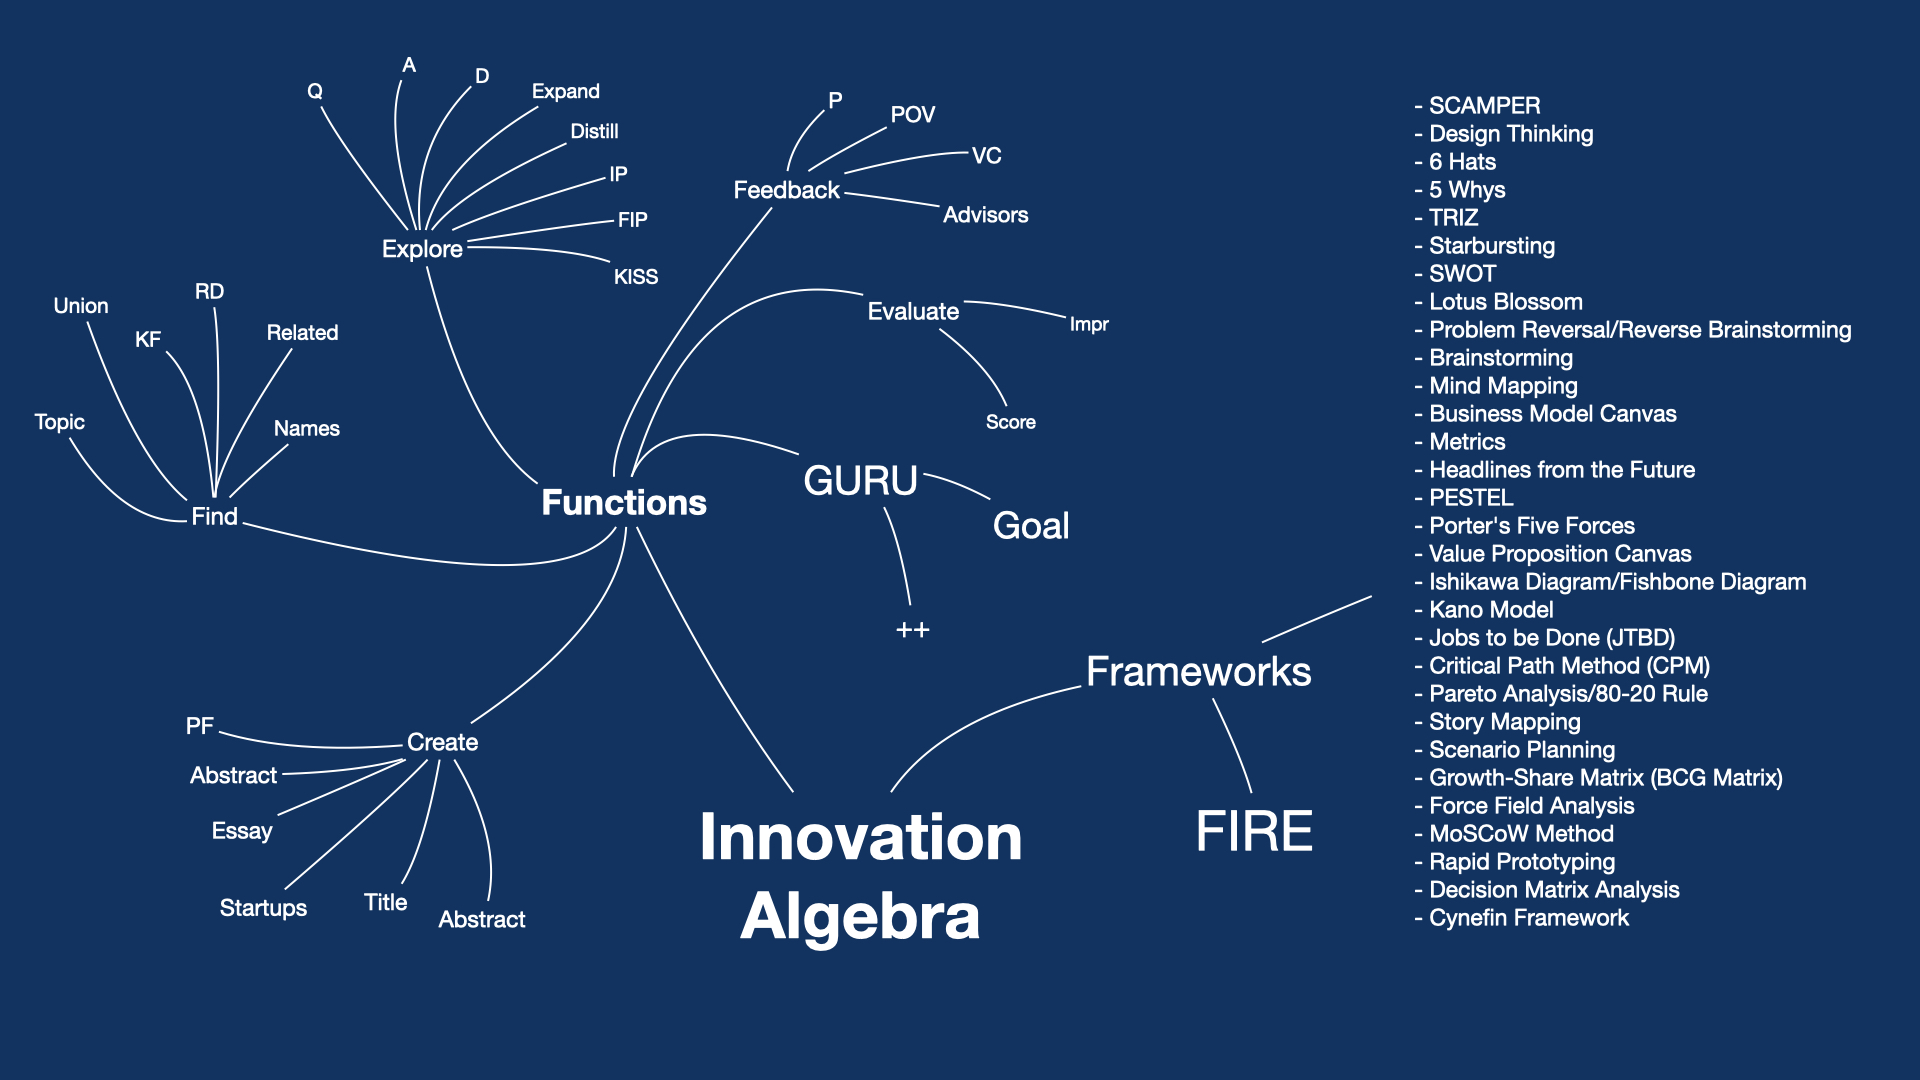 A
D
Q
Expand
Distill
IP
FIP
KISS
Explore
P
POV
VC
Feedback
Advisors
Evaluate
Impr
Score
Union
RD
KF
Related
Topic
Names
Find
Functions
GURU
Goal
++
Frameworks
FIRE
PF
Create
Abstract
Essay
Startups
Title
Abstract
Innovation
Algebra
- SCAMPER
- Design Thinking
- 6 Hats
- 5 Whys
- TRIZ
- Starbursting
- SWOT
- Lotus Blossom
- Problem Reversal/Reverse Brainstorming
- Brainstorming
- Mind Mapping
- Business Model Canvas
- Metrics
- Headlines from the Future
- PESTEL
- Porter's Five Forces
- Value Proposition Canvas
- Ishikawa Diagram/Fishbone Diagram
- Kano Model
- Jobs to be Done (JTBD)
- Critical Path Method (CPM)
- Pareto Analysis/80-20 Rule
- Story Mapping
- Scenario Planning
- Growth-Share Matrix (BCG Matrix)
- Force Field Analysis
- MoSCoW Method
- Rapid Prototyping
- Decision Matrix Analysis
- Cynefin Framework